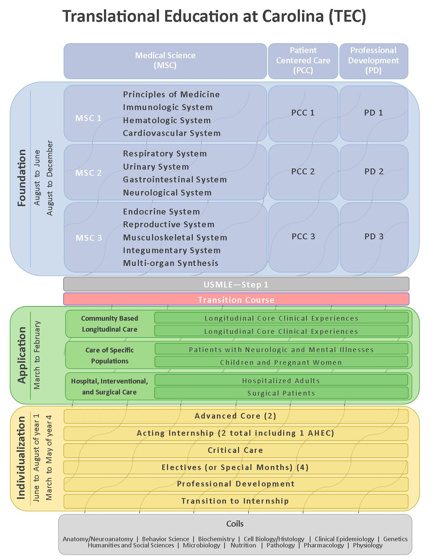 Translational Education at Carolina (TEC)
Medical Science
(MSC)
Patient
Centered Care
(PCC)
Professional
Development
(PD)
Foundation
August to June
August to December
MSC 1
Principles of Medicine
Immunologic System
Hematologic System
Cardiovascular System
PCC 1
PD 1
MSC 2
Respiratory System
Urinary System
Gastrointestinal System
Neurological System
PCC 2
PD 2
MSC 3
Endocrine System
Reproductive System
Musculoskeletal System
Integumentary System
Multi-organ Synthesis
PCC 3
PD 3
USMLE—Step 1
Transition Course
Application
March to February
Community Based
Longitudinal Care
Longitudinal Core Clinical Experiences
Longitudinal Core Clinical Experiences
Care of Specific
Populations
Patients with Neurologic and Mental Illnesses
Children and Pregnant Women
Hospital, Interventional,
and Surgical Care
Hospitalized Adults
Surgical Patients
Individualization
June to August of year 1
March to May of year 4
Advanced Core (2)
Acting Internship (2 total including 1 AHEC)
Critical Care
Electives (or Special Months) (4)
Professional Development
Transition to Internship
Coils
Anatomy/Neuroanatomy | Behavior Science | Biochemistry | Cell Biology/Histology | Clinical Epidemiology | Genetics
Humanities and Social Sciences | Microbiology | Nutrition | Pathology | Pharmacology | Physiology